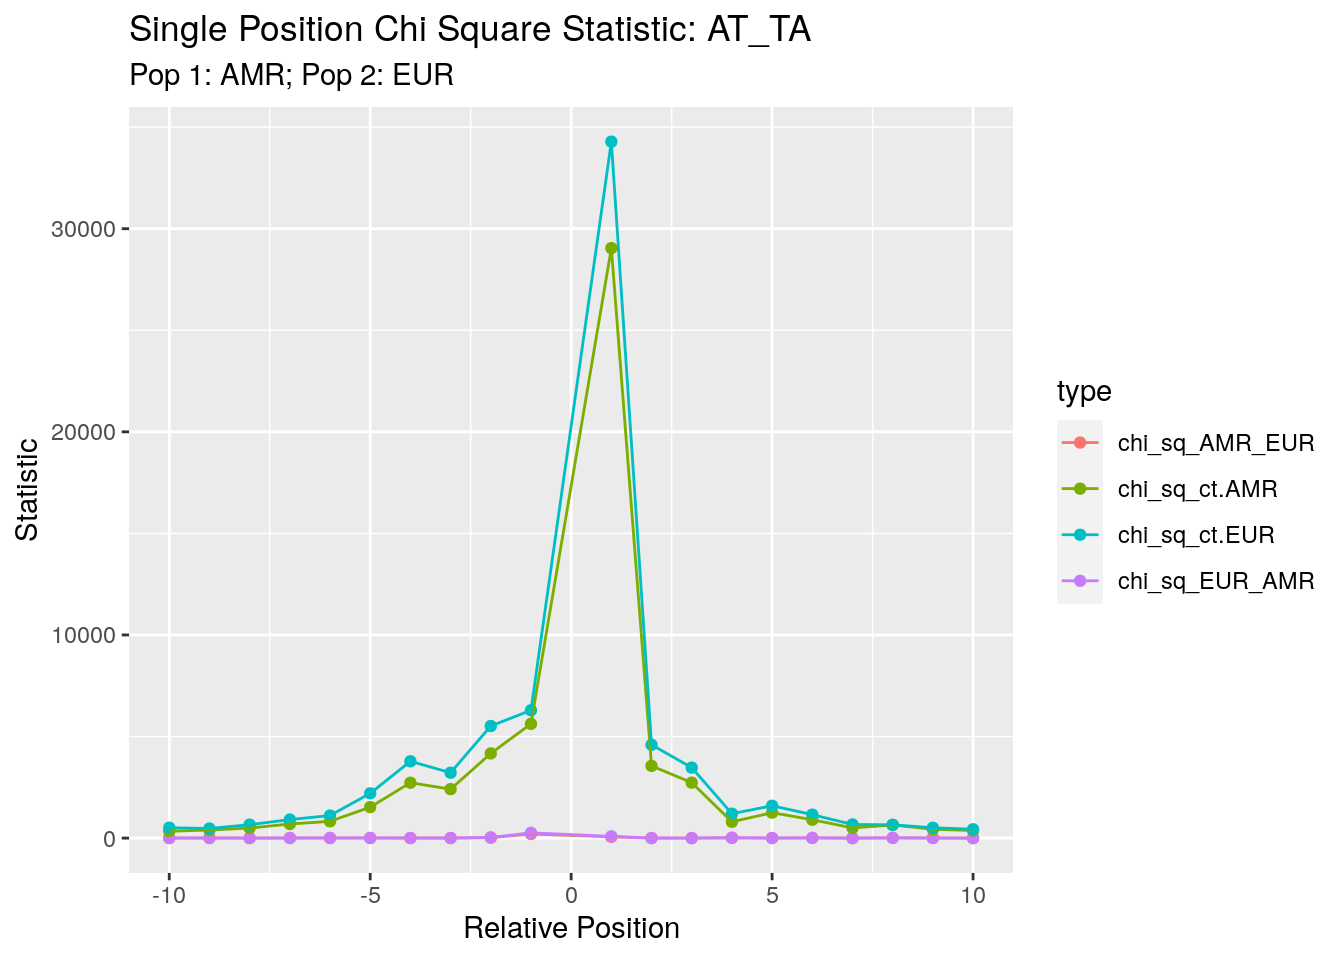 Single Position Chi Square Statistic: AT_TA
Pop 1: AMR; Pop 2: EUR
30000
20000
10000
0
Statistic
-10
-5
0
5
10
Relative Position
type
chi_sq_AMR_EUR
chi_sq_ct.AMR
chi_sq_ct.EUR
chi_sq_EUR_AMR